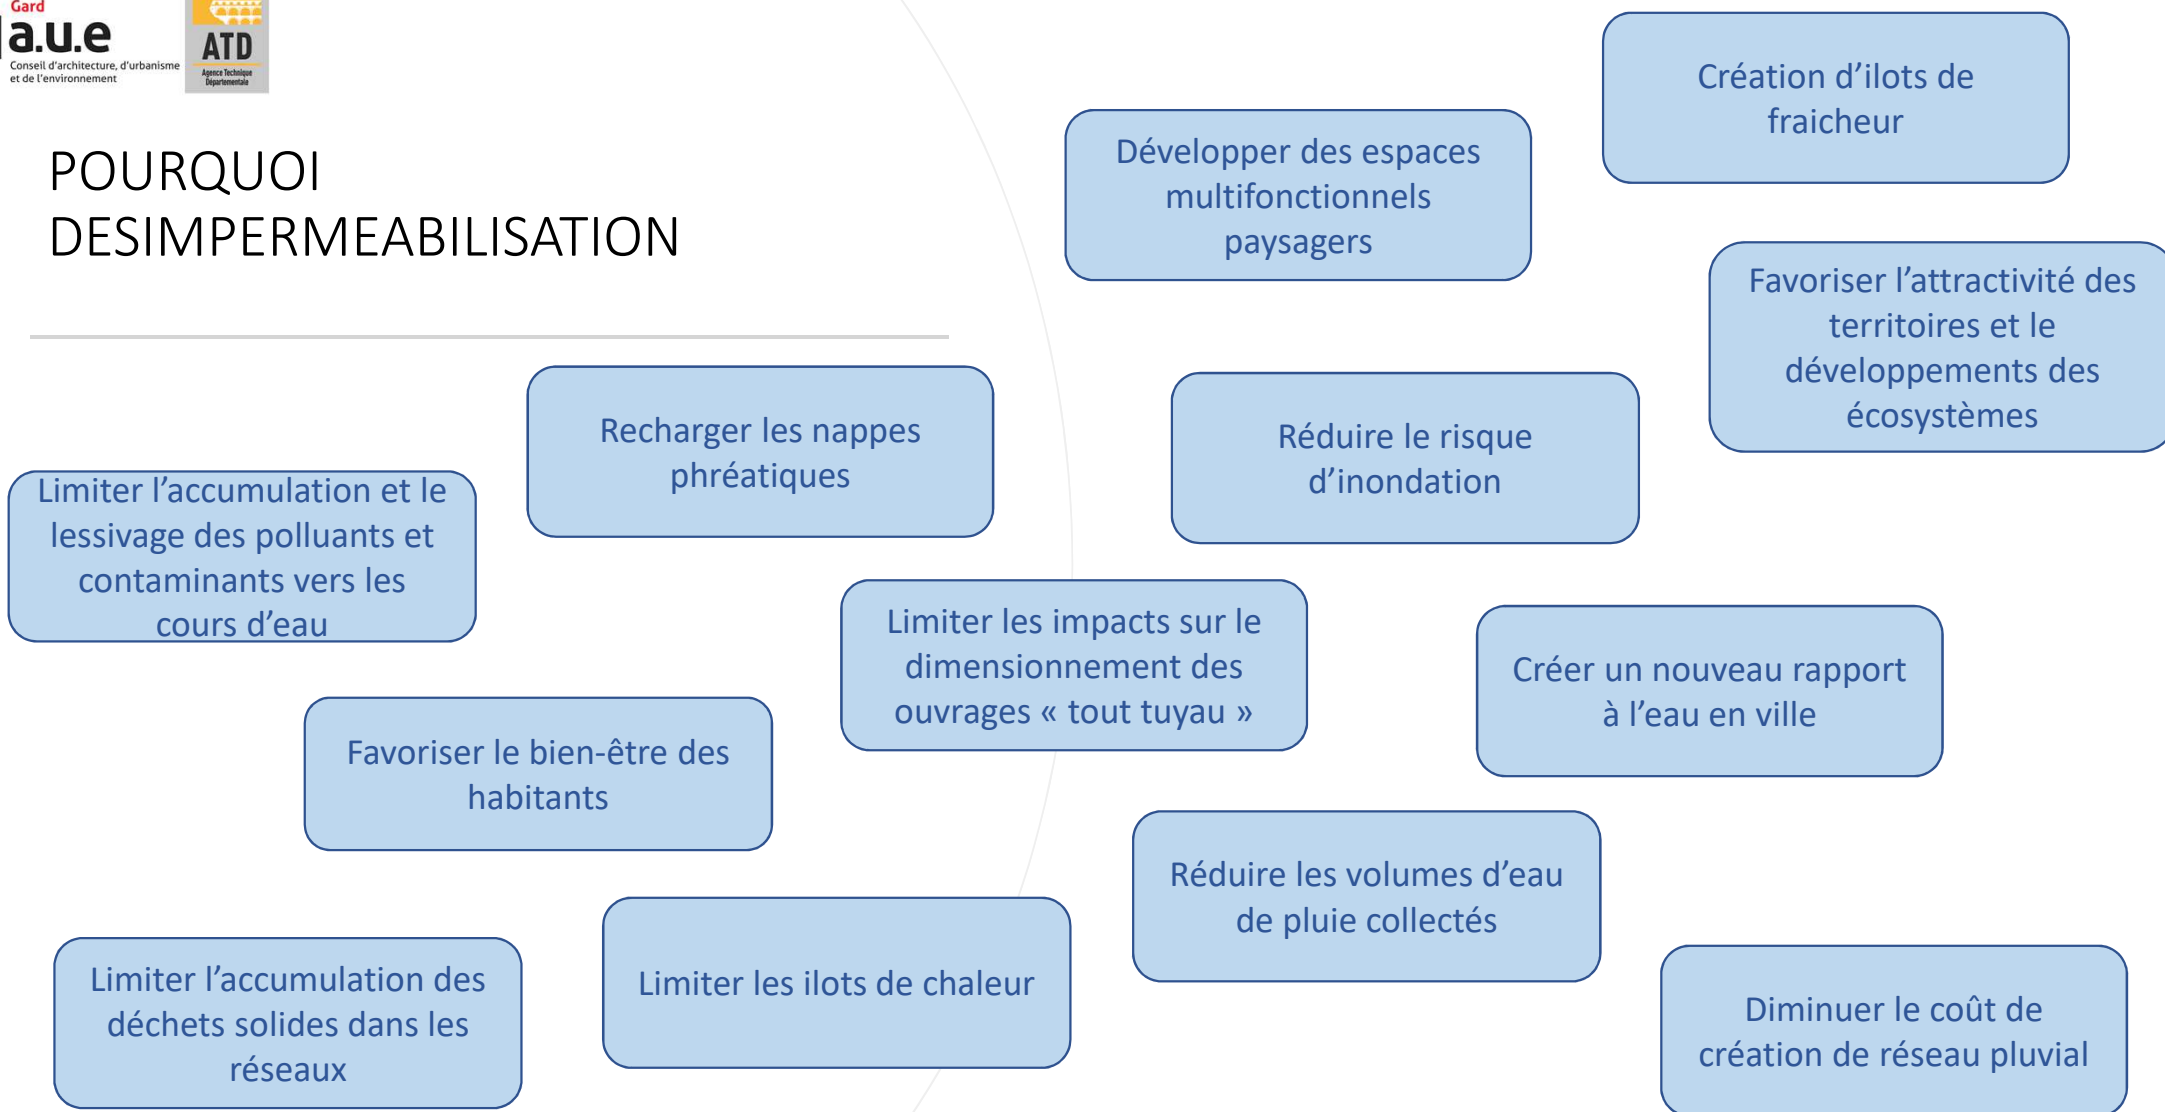 Gard
a.u.e
Conseil d'architecture, d'urbanisme
et de l'environnement
ATD
Agence Technique
Départementale
POURQUOI
DESIMPERMEABILISATION
Création d'ilots de
fraicheur
Développer des espaces
multifonctionnels
paysagers
Favoriser l'attractivité des
territoires et le
développements des
écosystèmes
Recharger les nappes
phréatiques
Réduire le risque
d'inondation
Limiter l'accumulation et le
lessivage des polluants et
contaminants vers les
cours d'eau
Limiter les impacts sur le
dimensionnement des
ouvrages « tout tuyau »
Créer un nouveau rapport
à l'eau en ville
Favoriser le bien-être des
habitants
Réduire les volumes d'eau
de pluie collectés
Limiter les ilots de chaleur
Limiter l'accumulation des
déchets solides dans les
réseaux
Diminuer le coût de
création de réseau pluvial